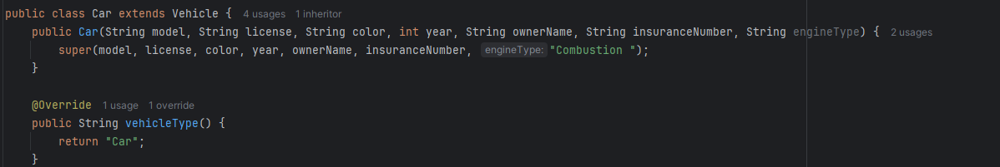 public class Car extends Vehicle { 4 usages 1 inheritor
public Car(String model, String license, String color, int year, String ownerName, String insuranceNumber, String engineType) { 2 usages
super(model, license, color, year, ownerName, insuranceNumber, engineType: "Combustion ");
}
@Override 1 usage 1 override
public String vehicleType() {
return "Car";
}